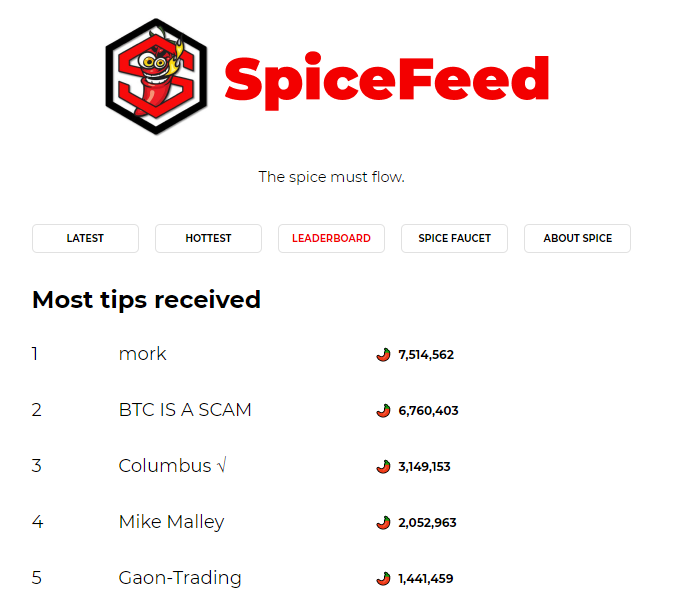 SpiceFeed
The spice must flow.
LATEST HOTTEST LEADERBOARD SPICE FAUCET ABOUT SPICE
Most tips received
1 mork 7,514,562
2 BTC IS A SCAM 6,760,403
3 Columbus √ 3,149,153
4 Mike Malley 2,052,963
5 Gaon-Trading 1,441,459